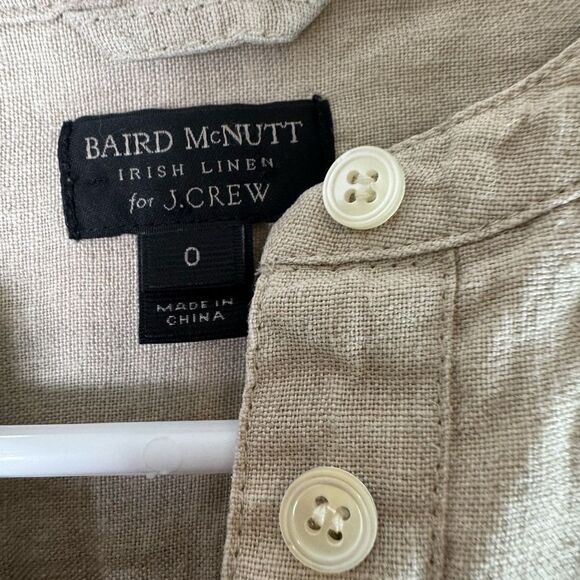 BAIRD McNUTT
IRISH LINEN
for J.CREW
0
MADE IN
CHINA